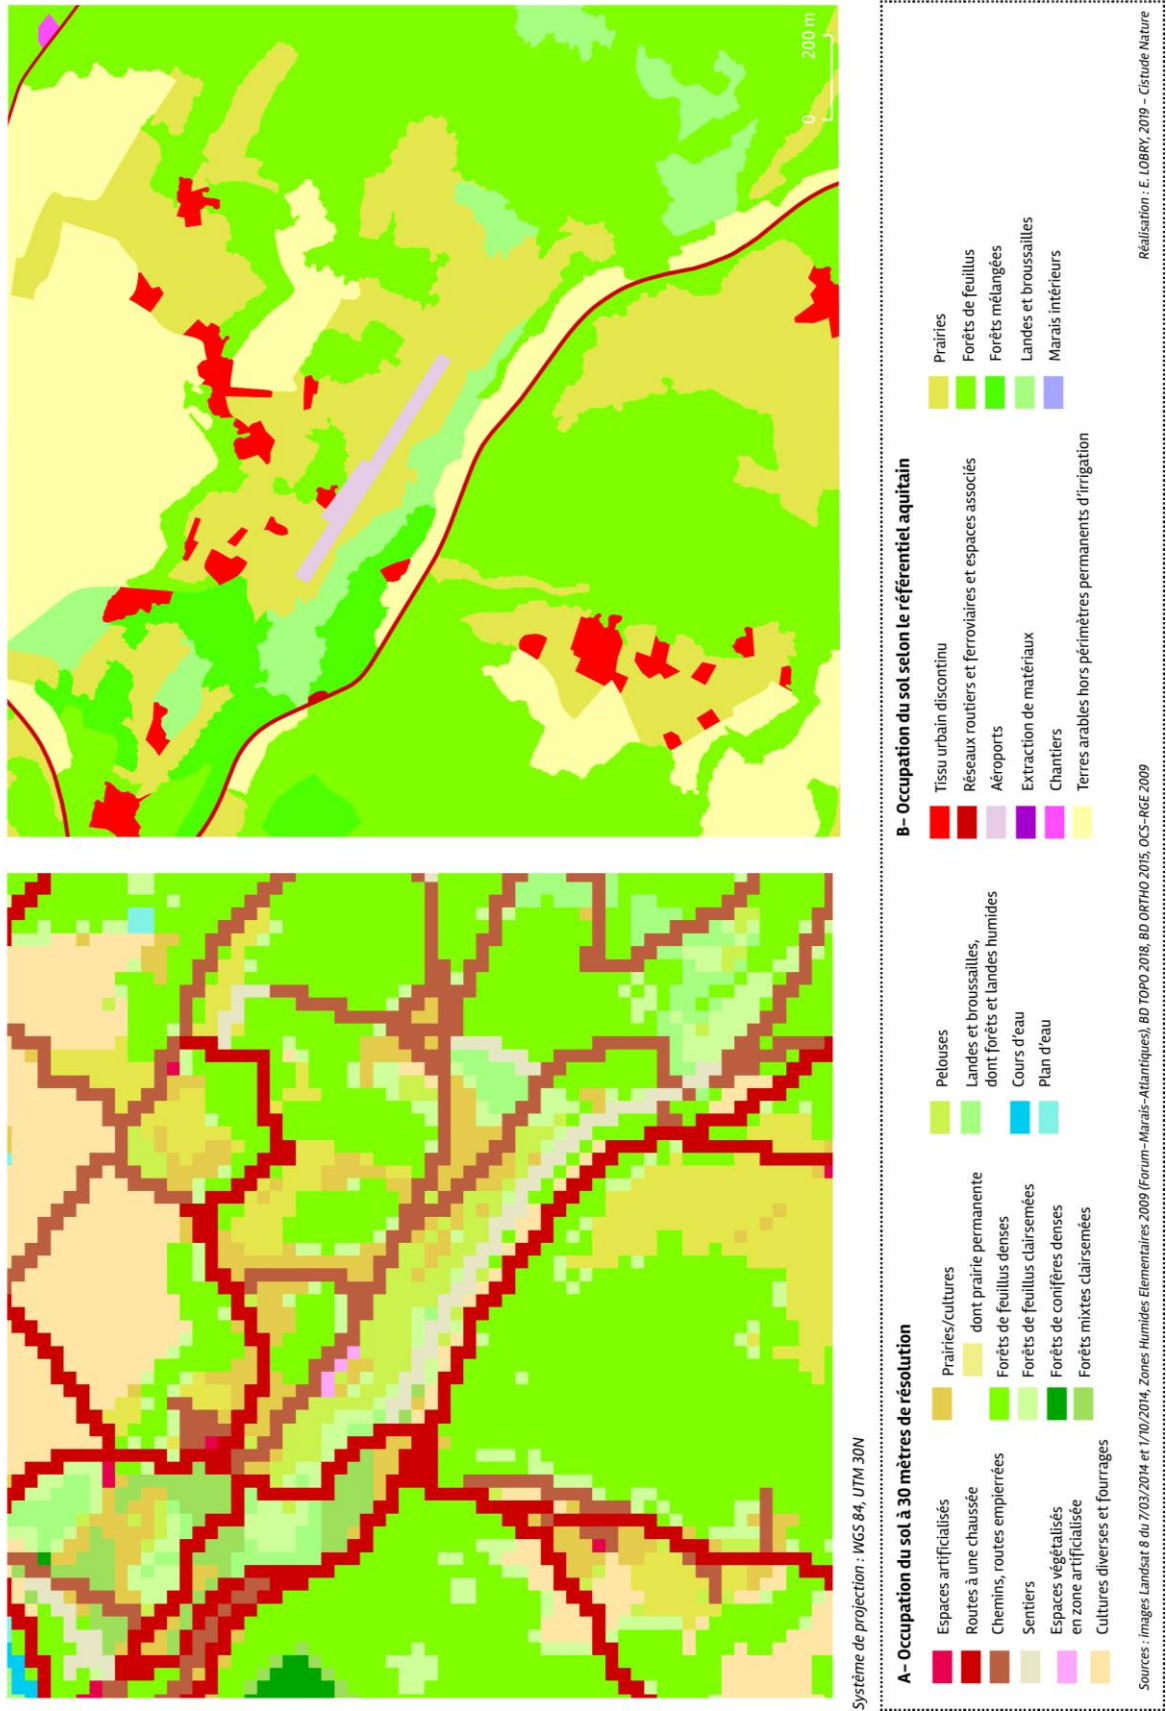 0 200 m
Système de projection : WGS 84, UTM 30N
A– Occupation du sol à 30 mètres de résolution
Espaces artificialisés
Routes à une chaussée
Chemins, routes empierrées
Sentiers
Espaces végétalisés
en zone artificialisée
Cultures diverses et fourrages
Prairies/cultures
dont prairie permanente
Forêts de feuillus denses
Forêts de feuillus clairsemées
Forêts de conifères denses
Forêts mixtes clairsemées
Pelouses
Landes et broussailles,
dont forêts et landes humides
Cours d'eau
Plan d'eau
B– Occupation du sol selon le référentiel aquitain
Tissu urbain discontinu
Réseaux routiers et ferroviaires et espaces associés
Aéroports
Extraction de matériaux
Chantiers
Terres arables hors périmètres permanents d'irrigation
Prairies
Forêts de feuillus
Forêts mélangées
Landes et broussailles
Marais intérieurs
Sources : images Landsat 8 du 7/03/2014 et 1/10/2014, Zones Humides Elementaires 2009 (Forum–Marais–Atlantiques), BD TOPO 2018, BD ORTHO 2015, OCS–RGE 2009
Réalisation : E. LOBRY, 2019 – Cistude Nature